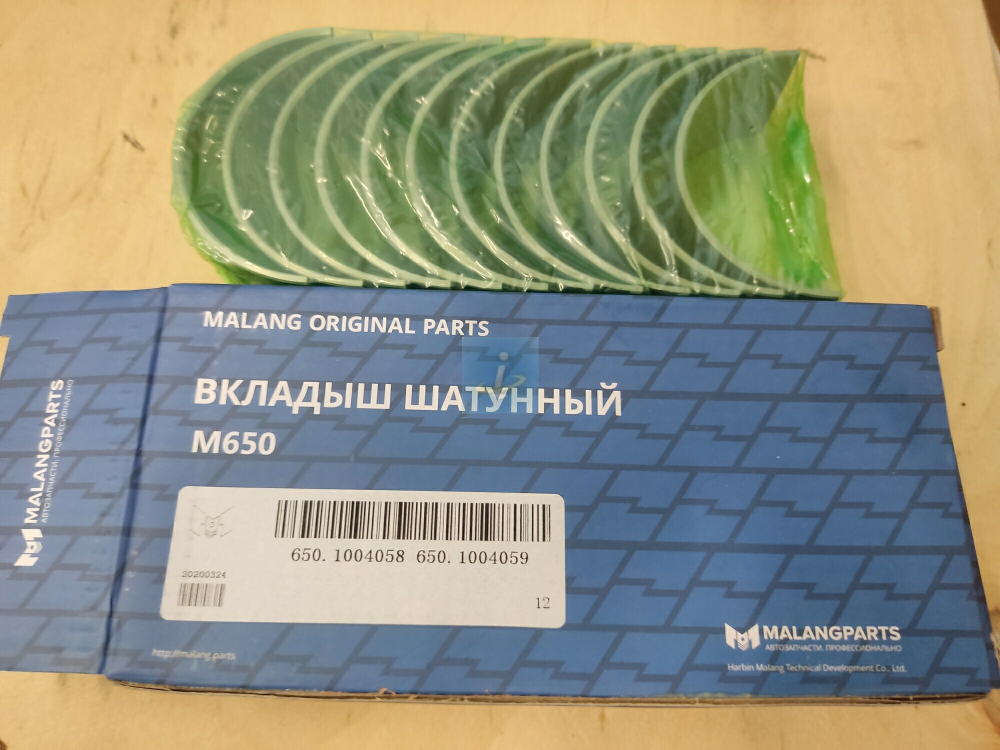 MALANG ORIGINAL PARTS
ВКЛАДЫШ ШАТУННЫЙ
М650
650. 1004058 650. 1004059
20200324
12
http://malang.parts
MALANGPARTS
АВТОЗАПЧАСТИ. ПРОФЕССИОНАЛЬНО
Harbin Malang Technical Development Co., Ltd.
MALANGPARTS
АВТОЗАПЧАСТИ. ПРОФЕССИОНАЛЬНО